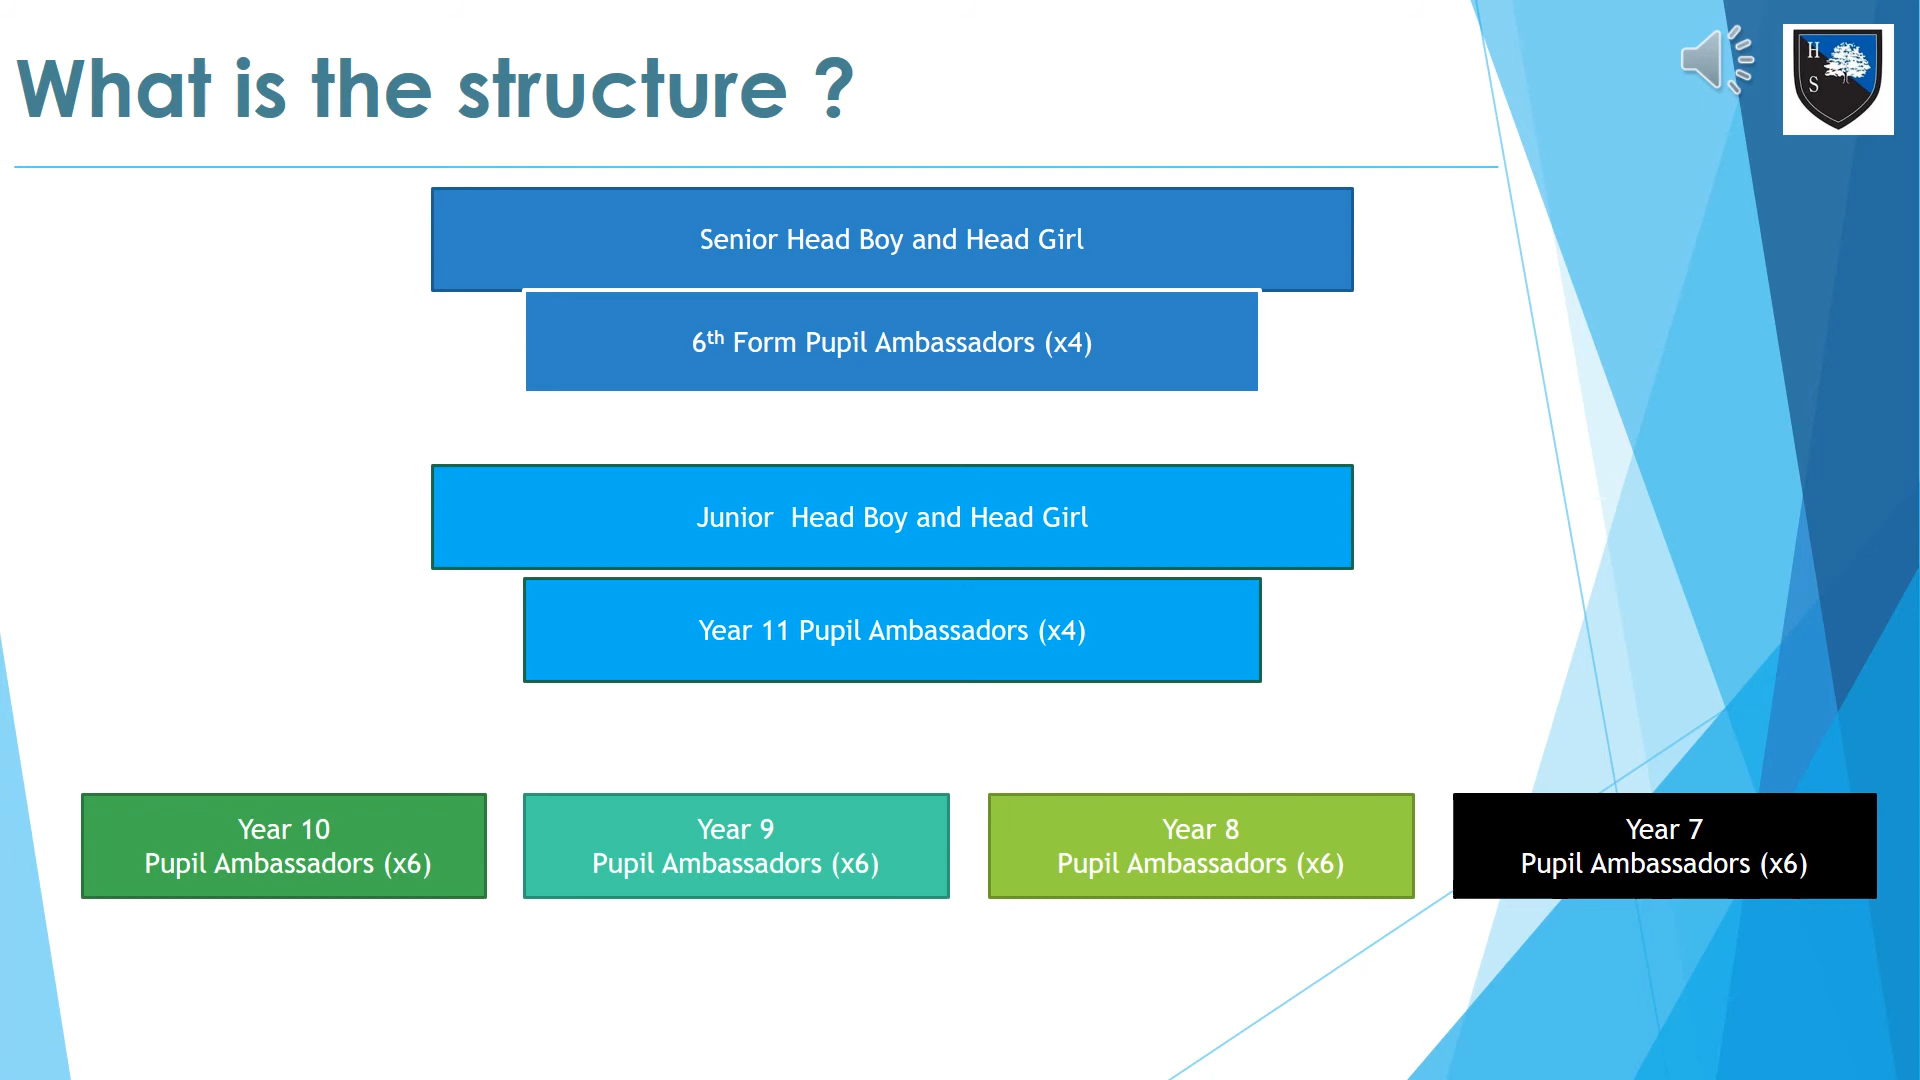 What is the structure ?
H
S
Senior Head Boy and Head Girl
6th Form Pupil Ambassadors (x4)
Junior  Head Boy and Head Girl
Year 11 Pupil Ambassadors (x4)
Year 10
Pupil Ambassadors (x6)
Year 9
Pupil Ambassadors (x6)
Year 8
Pupil Ambassadors (x6)
Year 7
Pupil Ambassadors (x6)